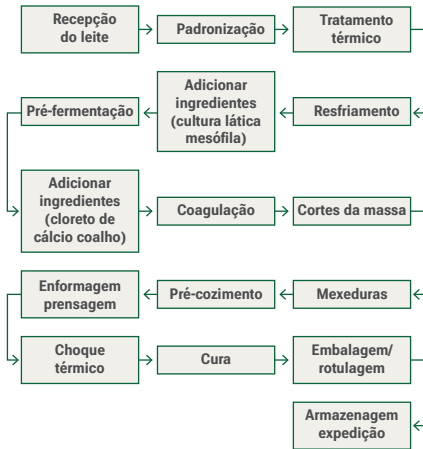 Recepção
do leite
Padronização
Tratamento
térmico
Resfriamento
Adicionar
ingredientes
(cultura lática
mesófila)
Pré-fermentação
Adicionar
ingredientes
(cloreto de
cálcio coalho)
Coagulação
Cortes da massa
Mexeduras
Pré-cozimento
Enformagem
prensagem
Choque
térmico
Cura
Embalagem/
rotulagem
Armazenagem
expedição